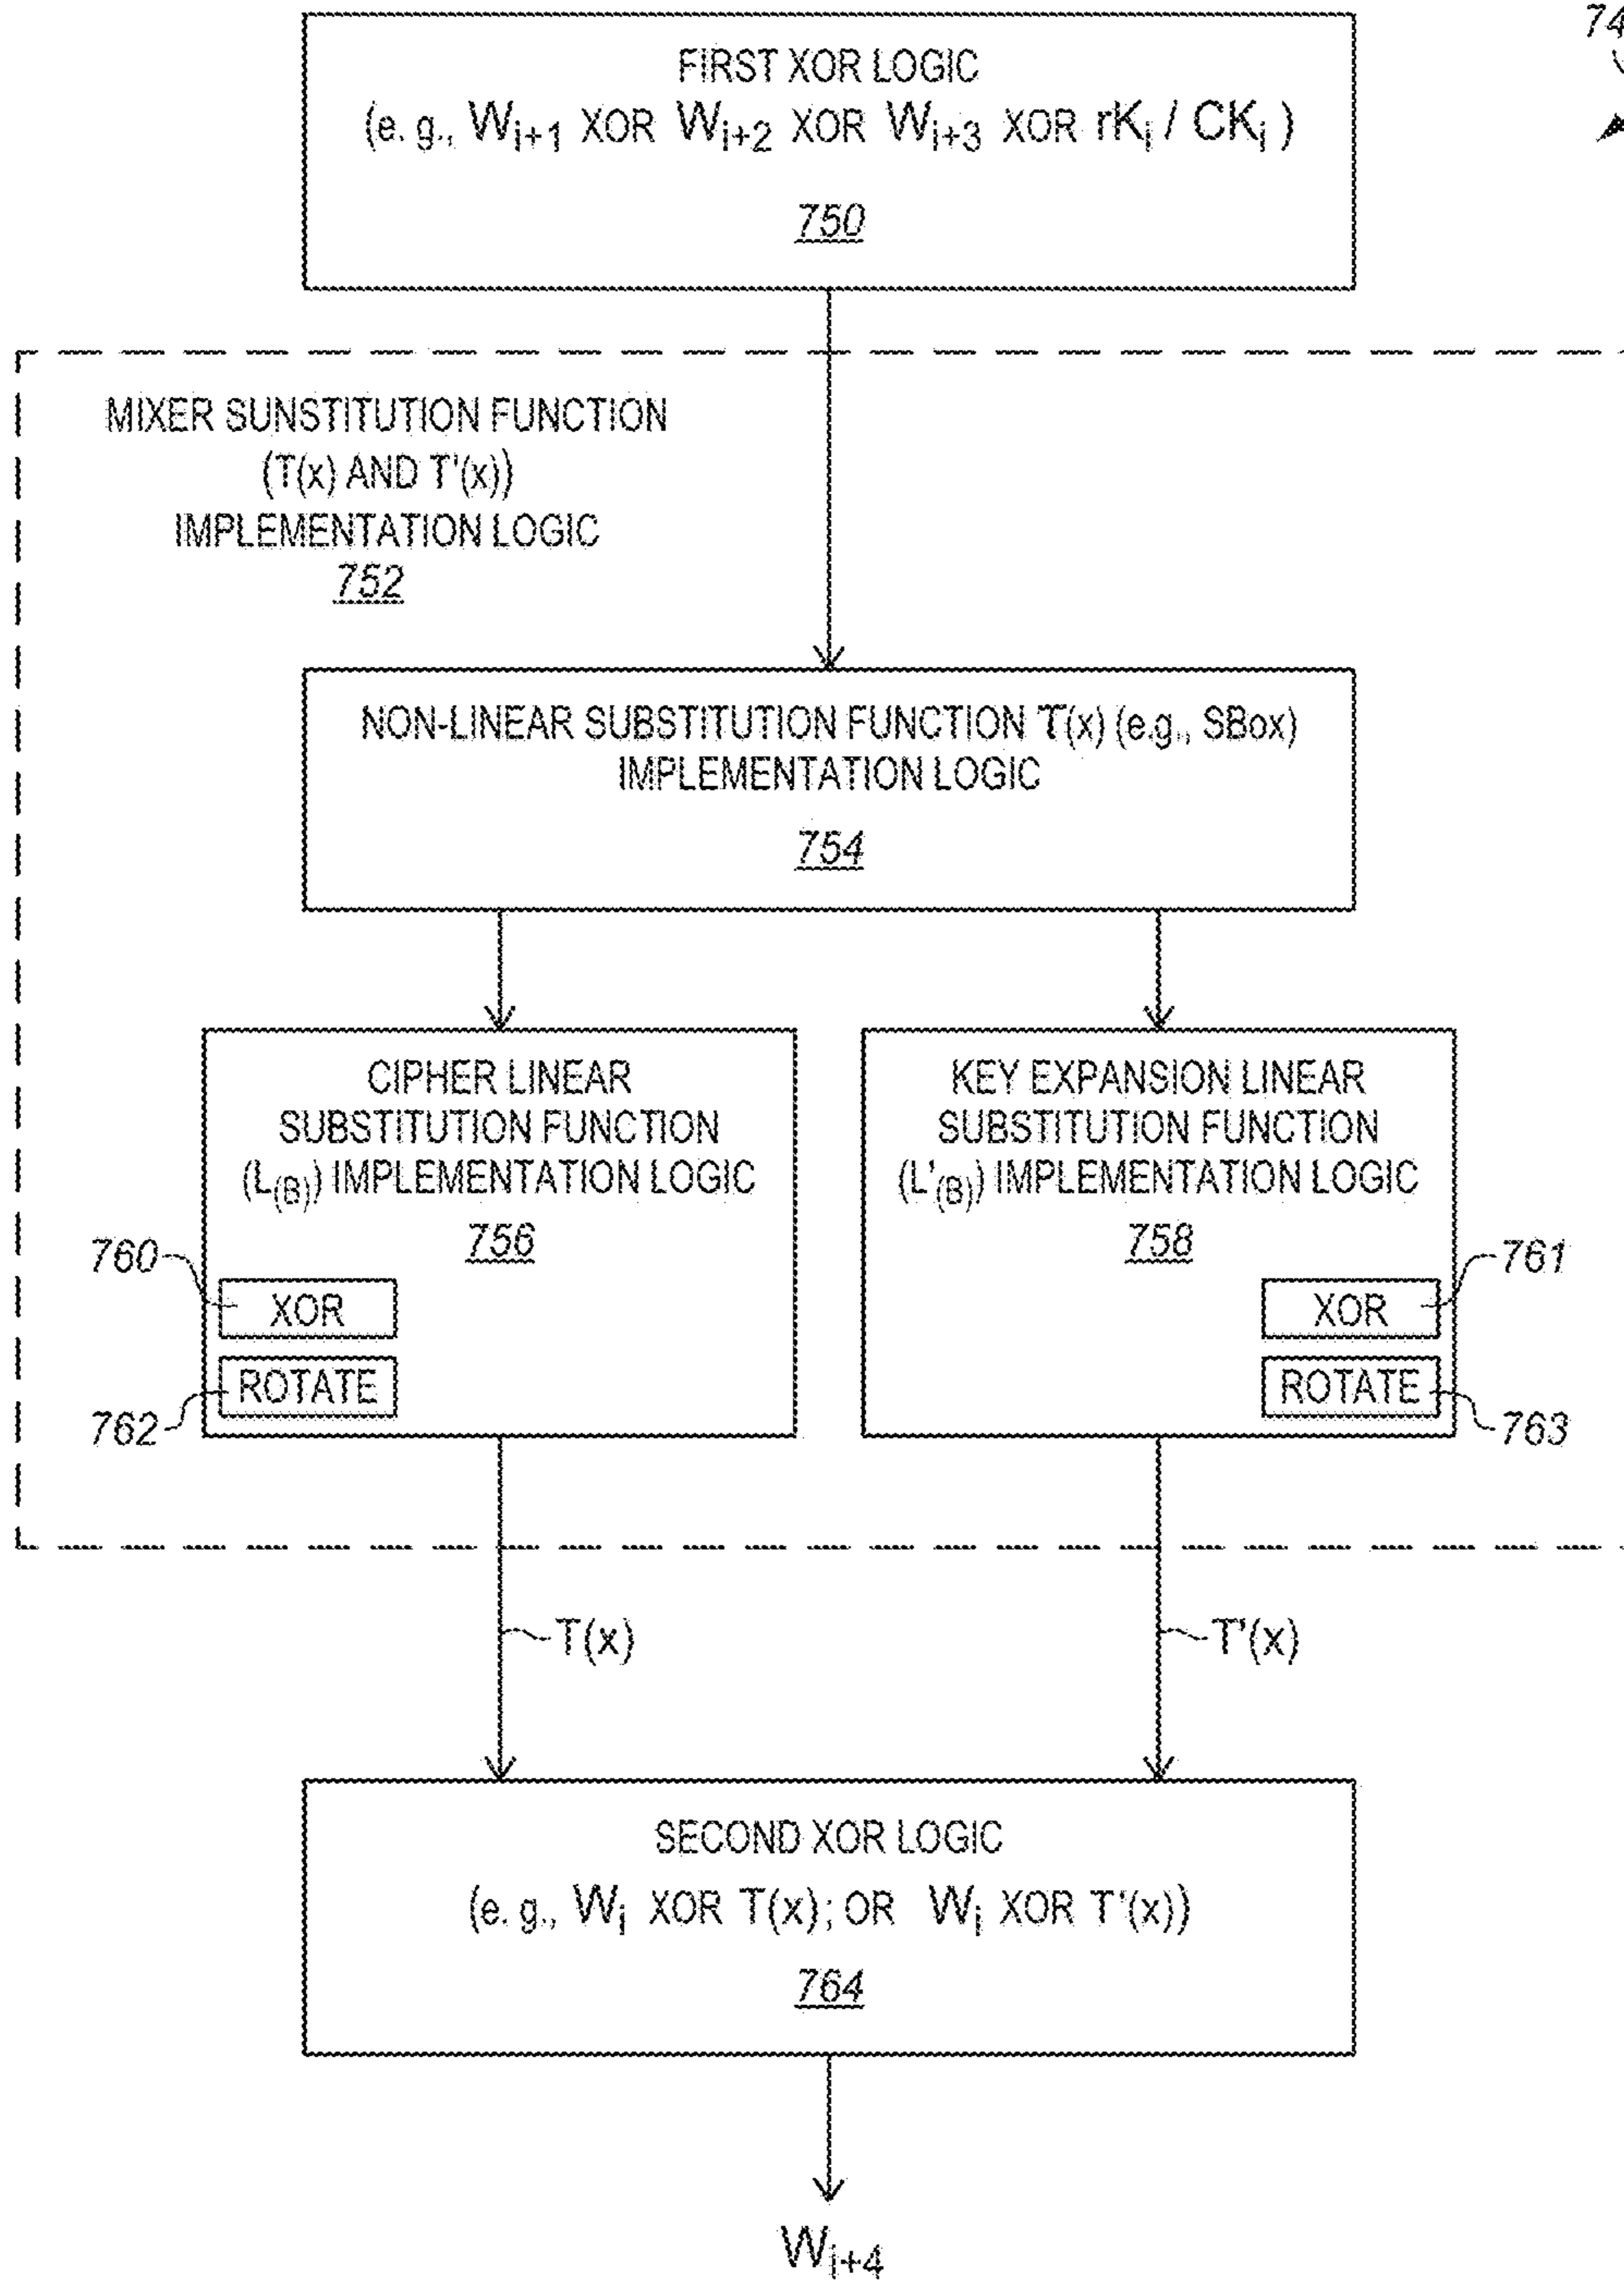 74
FIRST XOR LOGIC
(e. g., Wi+1 XOR Wi+2 XOR Wi+3 XOR rKi / CKi )
750
MIXER SUNSTITUTION FUNCTION
(T(x) AND T'(x))
IMPLEMENTATION LOGIC
752
NON-LINEAR SUBSTITUTION FUNCTION T(x) (e.g., SBox)
IMPLEMENTATION LOGIC
754
CIPHER LINEAR
SUBSTITUTION FUNCTION
(L(B)) IMPLEMENTATION LOGIC
756
760
XOR
ROTATE
762
KEY EXPANSION LINEAR
SUBSTITUTION FUNCTION
(L'(B)) IMPLEMENTATION LOGIC
758
XOR
761
ROTATE
763
T(x)
T'(x)
SECOND XOR LOGIC
(e. g., Wi XOR T(x); OR Wi XOR T'(x))
764
Wi+4